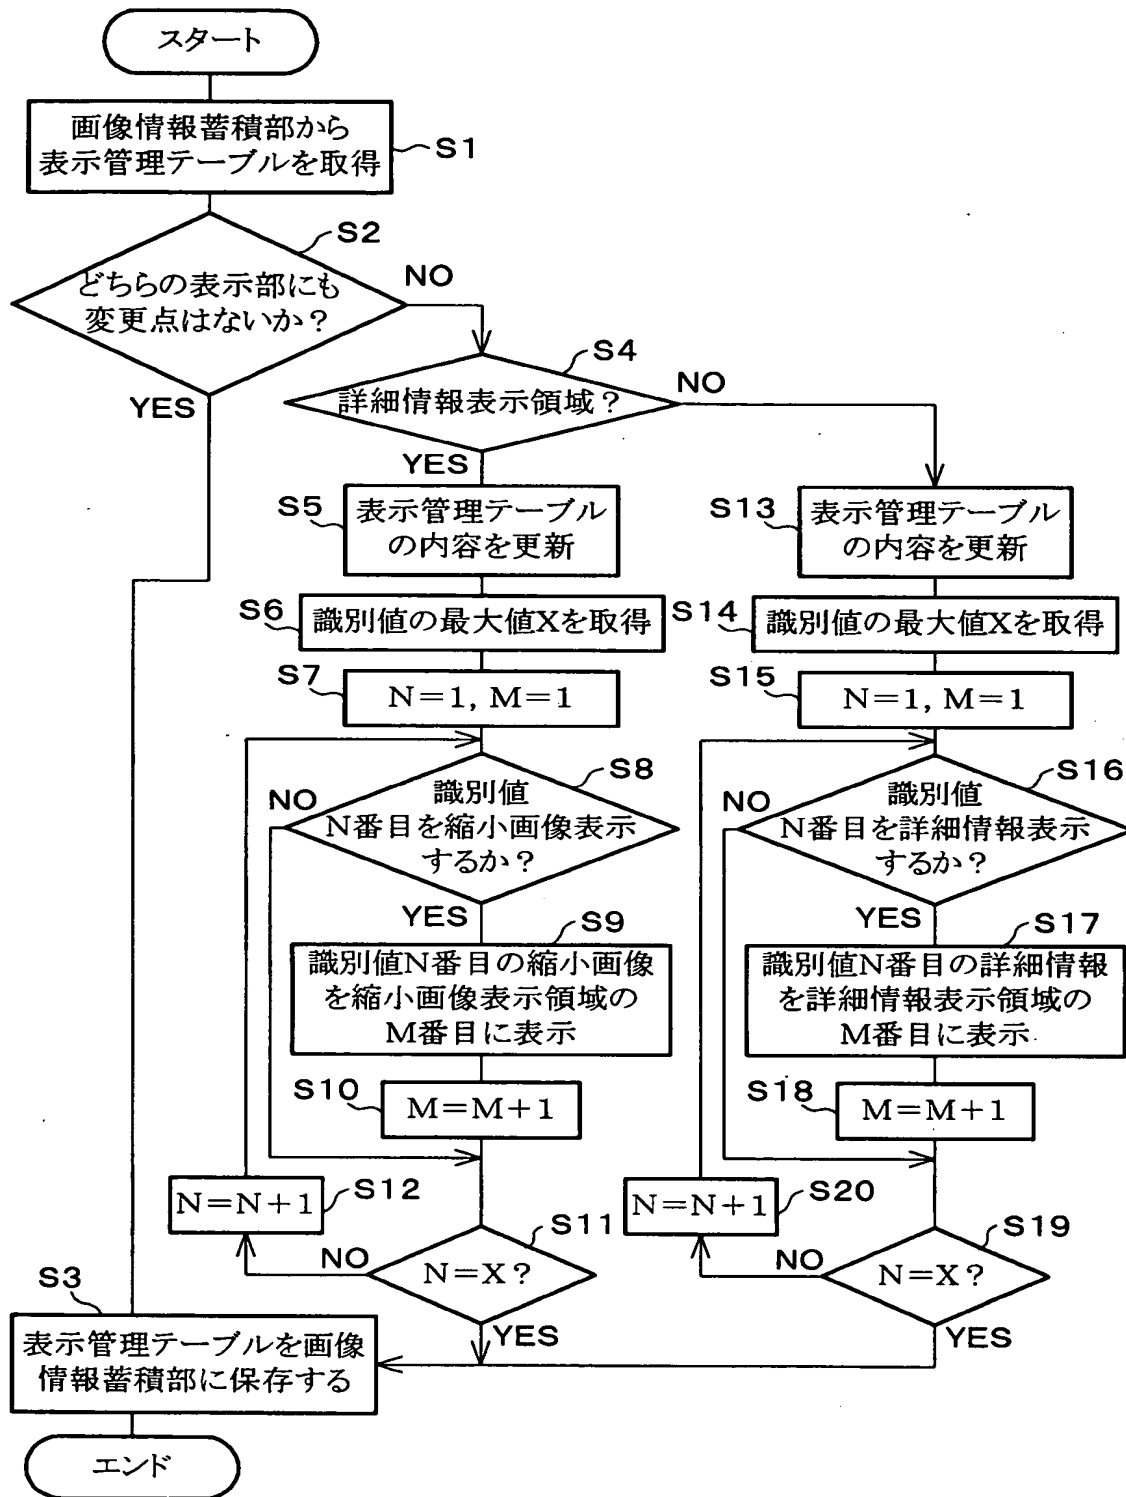 スタート
画像情報蓄積部から
表示管理テーブルを取得
S1
S2
どちらの表示部にも
変更点はないか？
NO
YES
S4
詳細情報表示領域？
NO
YES
S5
表示管理テーブル
の内容を更新
S13
表示管理テーブル
の内容を更新
S6
識別値の最大値Xを取得
S14
識別値の最大値Xを取得
S7
N＝1, M＝1
S15
N＝1, M＝1
S8
NO
識別値
N番目を縮小画像表示
するか？
YES
S16
NO
識別値
N番目を詳細情報表示
するか？
YES
S9
識別値N番目の縮小画像
を縮小画像表示領域の
M番目に表示
S17
識別値N番目の詳細情報
を詳細情報表示領域の
M番目に表示
S10
M＝M＋1
S18
M＝M＋1
N＝N＋1
S12
S11
NO
N＝X？
YES
N＝N＋1
S20
S19
NO
N＝X？
YES
S3
表示管理テーブルを画像
情報蓄積部に保存する
エンド